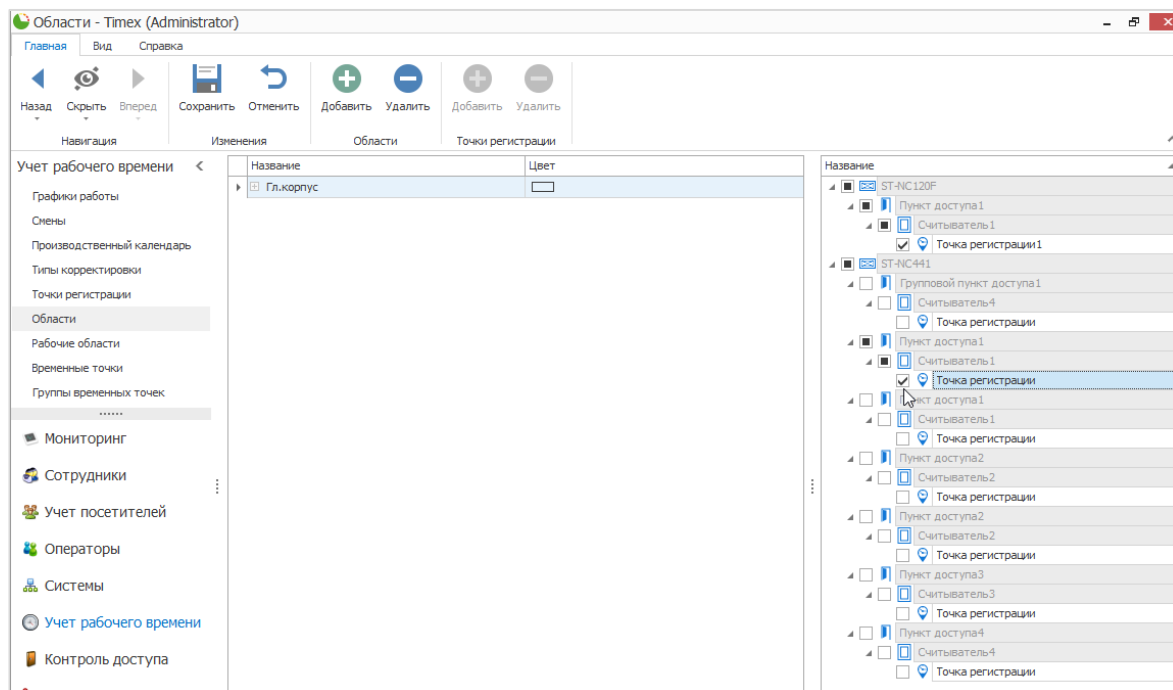 Области - Timex (Administrator)
Главная Вид Справка
Назад Скрыть Вперед Сохранить Отменить Добавить Удалить Добавить Удалить
Навигация Изменения Области Точки регистрации
Учет рабочего времени
Графики работы
Смены
Производственный календарь
Типы корректировки
Точки регистрации
Области
Рабочие области
Временные точки
Группы временных точек
Мониторинг
Сотрудники
Учет посетителей
Операторы
Системы
Учет рабочего времени
Контроль доступа
Название Цвет
Гл.корпус
Название
ST-NC120F
Пункт доступа1
Считыватель1
Точка регистрации1
ST-NC441
Групповой пункт доступа1
Считыватель4
Точка регистрации
Пункт доступа1
Считыватель1
Точка регистрации
Пункт доступа1
Считыватель1
Точка регистрации
Пункт доступа2
Считыватель2
Точка регистрации
Пункт доступа2
Считыватель2
Точка регистрации
Пункт доступа3
Считыватель3
Точка регистрации
Пункт доступа4
Считыватель4
Точка регистрации